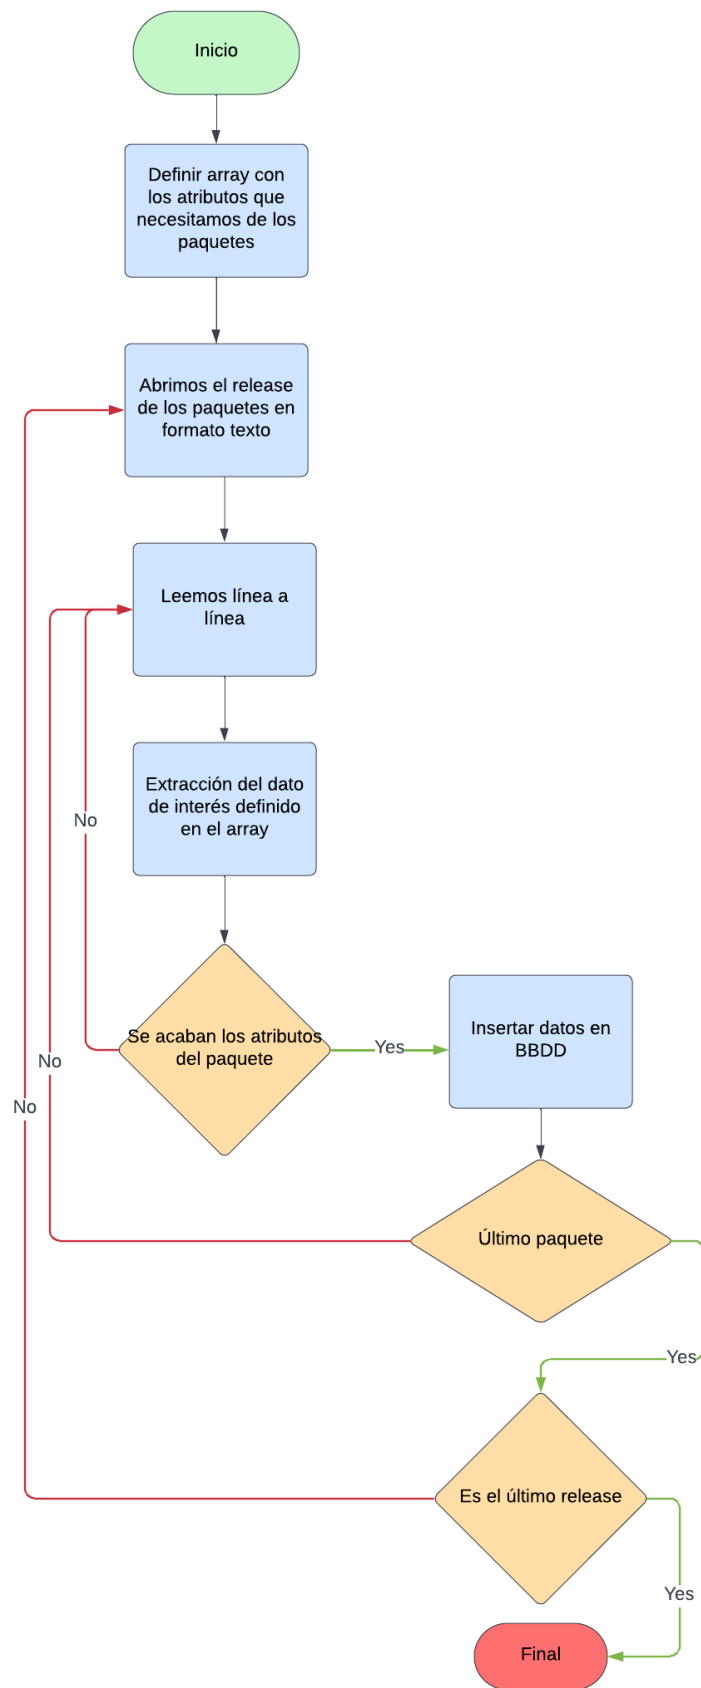 Inicio
Definir array con
los atributos que
necesitamos de los
paquetes
Abrimos el release
de los paquetes en
formato texto
Leemos línea a
línea
Extracción del dato
de interés definido
en el array
No
Se acaban los atributos
del paquete
Yes
Insertar datos en
BBDD
No
No
Último paquete
Yes
Es el último release
Yes
Final